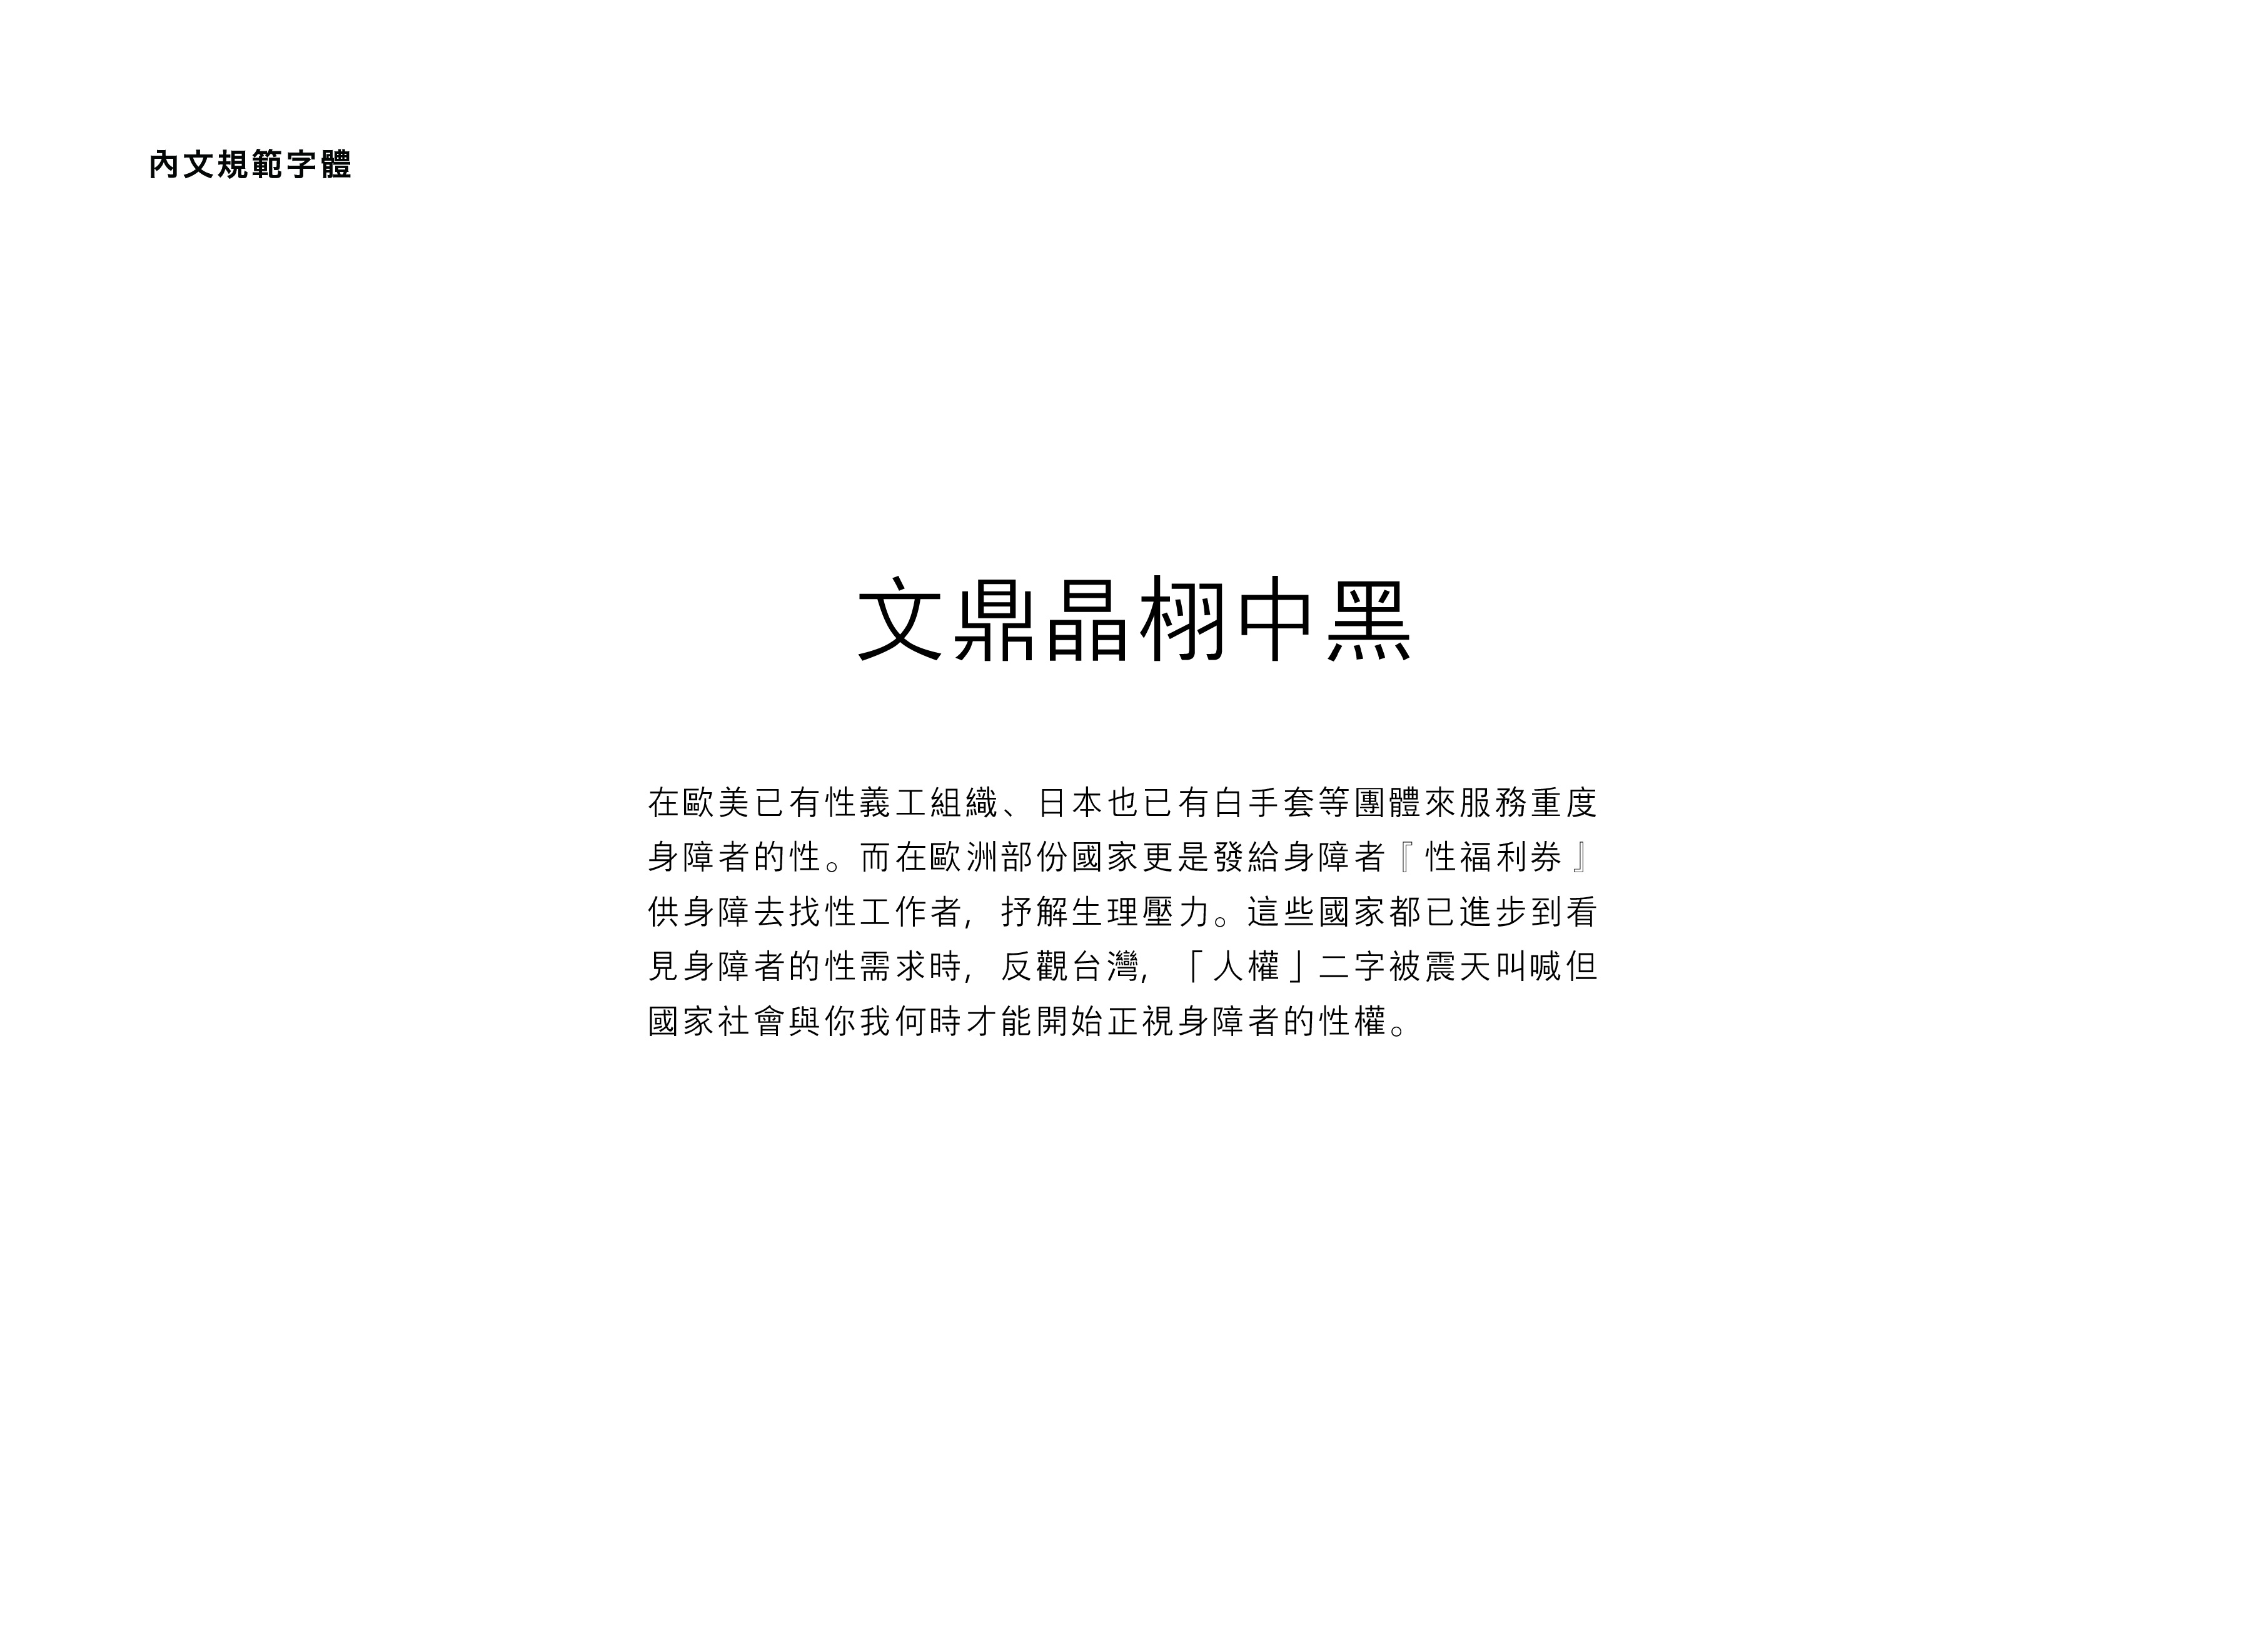 內文規範字體
文鼎晶栩中黑
在歐美已有性義工組織、日本也已有白手套等團體來服務重度
身障者的性。而在歐洲部份國家更是發給身障者『性福利券』
供身障去找性工作者，抒解生理壓力。這些國家都已進步到看
見身障者的性需求時，反觀台灣，「人權」二字被震天叫喊但
國家社會與你我何時才能開始正視身障者的性權。